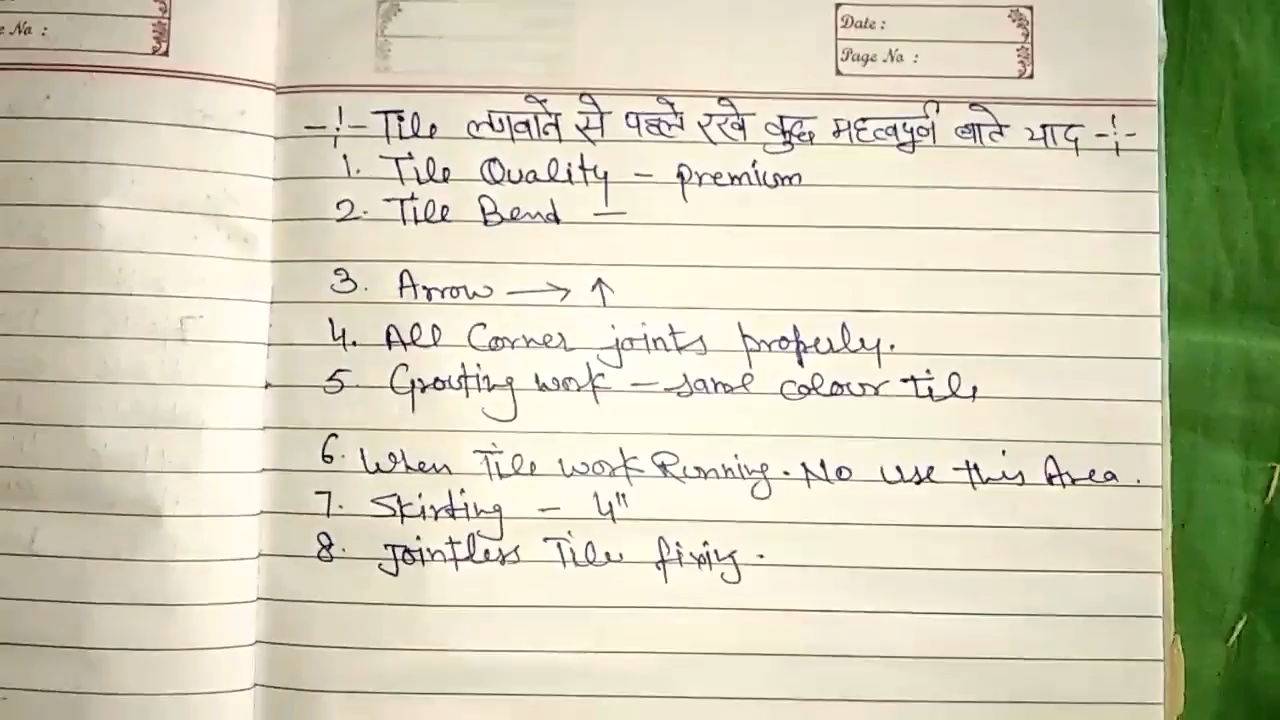 e No :
Date :
Page No :
-:- Tile लगवाने से पहले रखे कुछ महत्वपूर्ण बाते याद -:-
1. Tile Quality - premium
2. Tile Bend -
3. Arrow → ↑
4. All Corner joints properly.
5. Grouting work - same colour tile
6. When Tile work Running. No use this Area.
7. Skirting - 4"
8. Jointless Tile fixing.